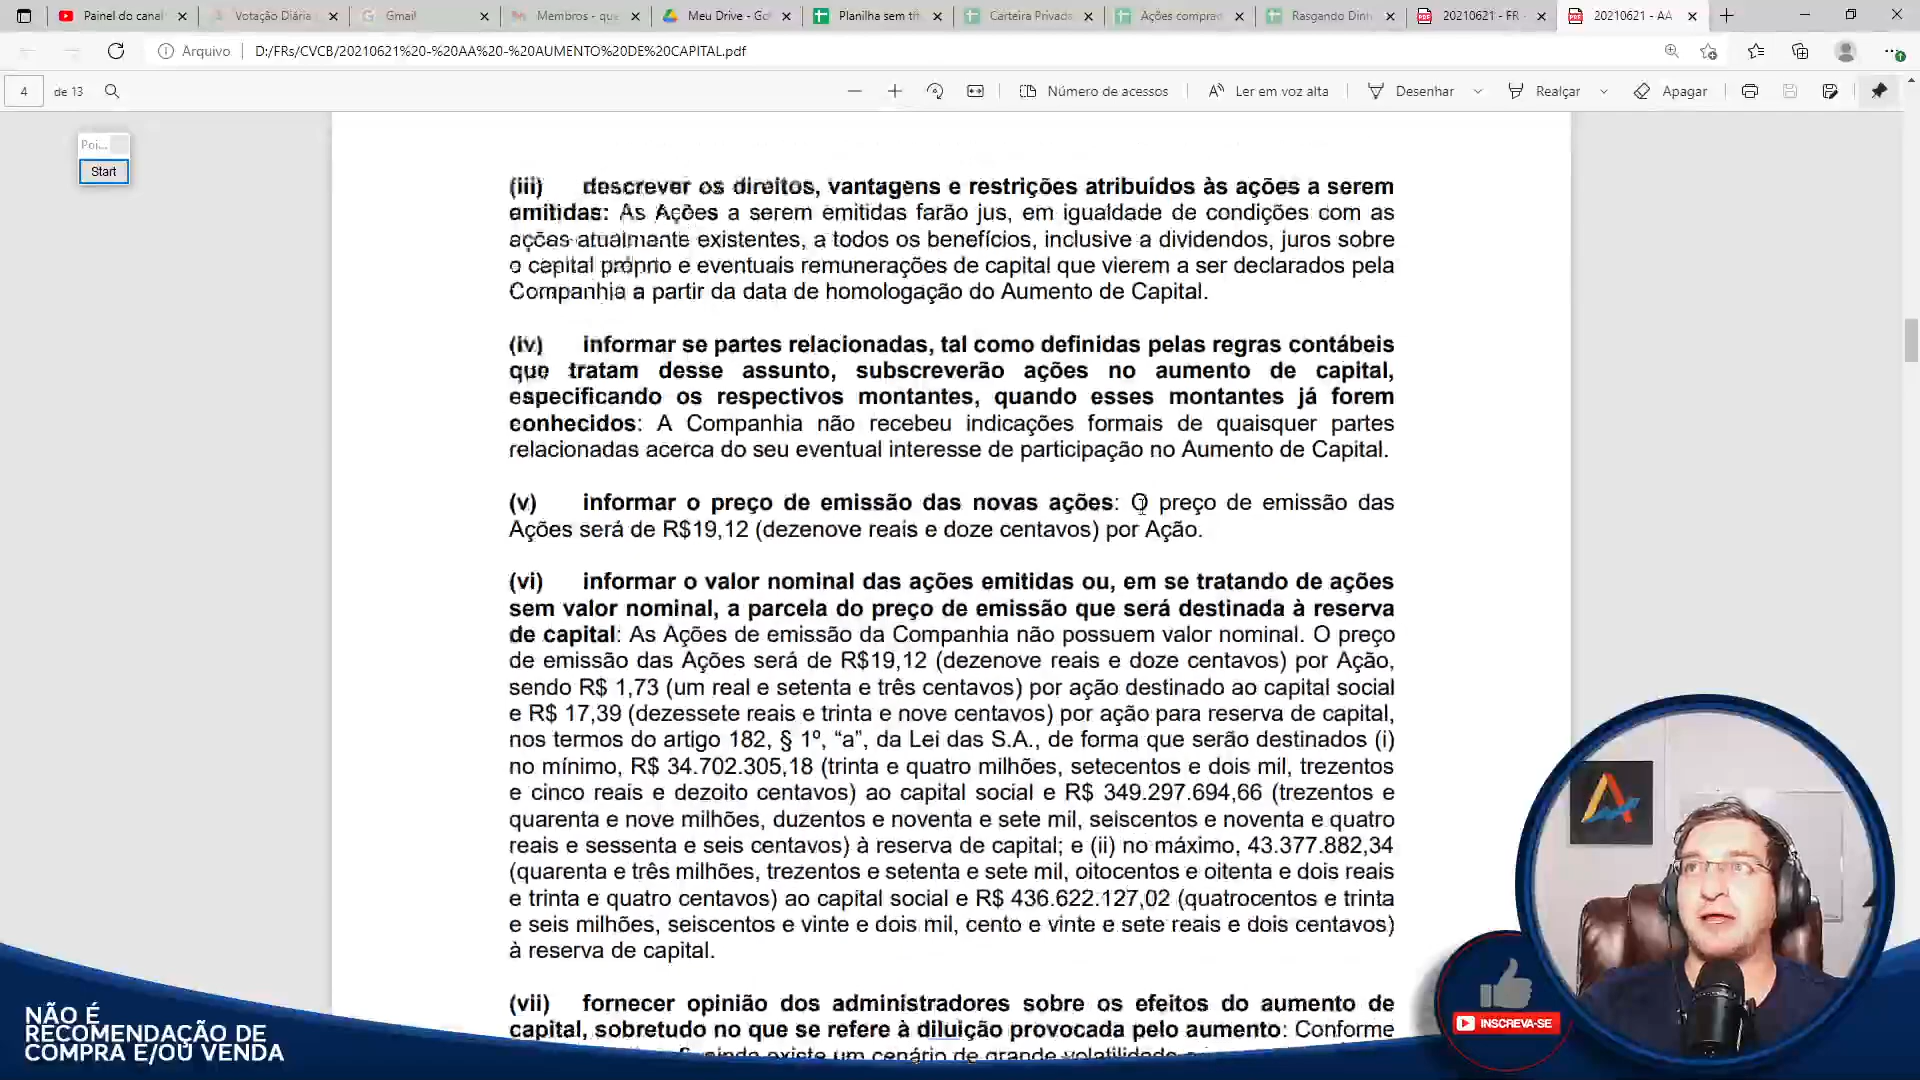 Painel do canal
Votação Diária
Gmail
Membros - que
Meu Drive - Go
Planilha sem tí
Carteira Privada
Ações comprad
Rasgando Dinh
20210621 - FR -
20210621 - AA
Arquivo
D:/FRs/CVCB/20210621%20-%20AA%20-%20AUMENTO%20DE%20CAPITAL.pdf
4 de 13
Número de acessos
Ler em voz alta
Desenhar
Realçar
Apagar
Poi...
Start
(iii) descrever os direitos, vantagens e restrições atribuídos às ações a serem
emitidas: As Ações a serem emitidas farão jus, em igualdade de condições com as
ações atualmente existentes, a todos os benefícios, inclusive a dividendos, juros sobre
o capital próprio e eventuais remunerações de capital que vierem a ser declarados pela
Companhia a partir da data de homologação do Aumento de Capital.
(iv) informar se partes relacionadas, tal como definidas pelas regras contábeis
que tratam desse assunto, subscreverão ações no aumento de capital,
especificando os respectivos montantes, quando esses montantes já forem
conhecidos: A Companhia não recebeu indicações formais de quaisquer partes
relacionadas acerca do seu eventual interesse de participação no Aumento de Capital.
(v) informar o preço de emissão das novas ações: O preço de emissão das
Ações será de R$19,12 (dezenove reais e doze centavos) por Ação.
(vi) informar o valor nominal das ações emitidas ou, em se tratando de ações
sem valor nominal, a parcela do preço de emissão que será destinada à reserva
de capital: As Ações de emissão da Companhia não possuem valor nominal. O preço
de emissão das Ações será de R$19,12 (dezenove reais e doze centavos) por Ação,
sendo R$ 1,73 (um real e setenta e três centavos) por ação destinado ao capital social
e R$ 17,39 (dezessete reais e trinta e nove centavos) por ação para reserva de capital,
nos termos do artigo 182, § 1º, “a”, da Lei das S.A., de forma que serão destinados (i)
no mínimo, R$ 34.702.305,18 (trinta e quatro milhões, setecentos e dois mil, trezentos
e cinco reais e dezoito centavos) ao capital social e R$ 349.297.694,66 (trezentos e
quarenta e nove milhões, duzentos e noventa e sete mil, seiscentos e noventa e quatro
reais e sessenta e seis centavos) à reserva de capital; e (ii) no máximo, 43.377.882,34
(quarenta e três milhões, trezentos e setenta e sete mil, oitocentos e oitenta e dois reais
e trinta e quatro centavos) ao capital social e R$ 436.622.127,02 (quatrocentos e trinta
e seis milhões, seiscentos e vinte e dois mil, cento e vinte e sete reais e dois centavos)
à reserva de capital.
(vii) fornecer opinião dos administradores sobre os efeitos do aumento de
capital, sobretudo no que se refere à diluição provocada pelo aumento: Conforme
ainda existe um cenário de grande volatilidade
NÃO É
RECOMENDAÇÃO DE
COMPRA E/OU VENDA
INSCREVA-SE